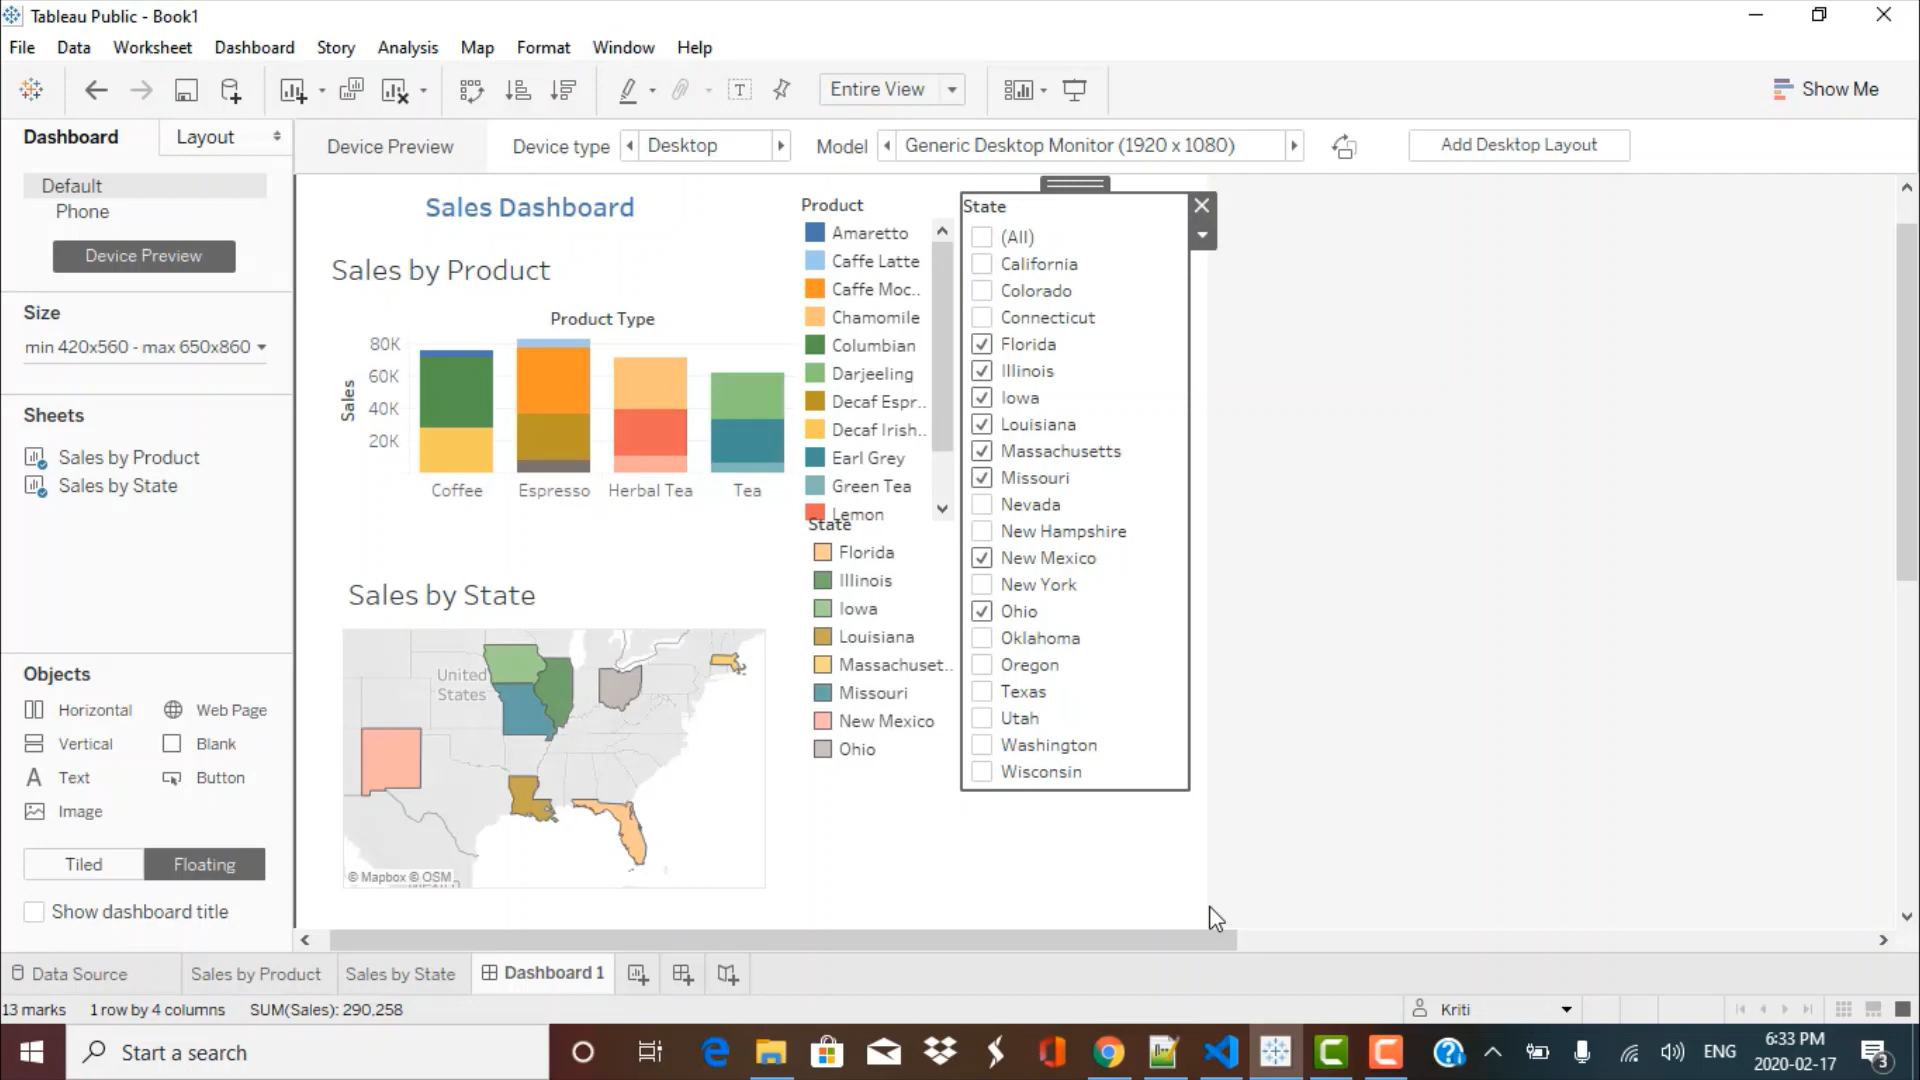 Tableau Public - Book1
File Data Worksheet Dashboard Story Analysis Map Format Window Help
Entire View
Show Me
Dashboard
Layout
Device Preview
Device type
Desktop
Model
Generic Desktop Monitor (1920 x 1080)
Add Desktop Layout
Default
Phone
Device Preview
Size
min 420x560 - max 650x860
Sheets
Sales by Product
Sales by State
Objects
Horizontal
Web Page
Vertical
Blank
Text
Button
Image
Tiled
Floating
Show dashboard title
Sales Dashboard
Sales by Product
Product Type
Sales
80K
60K
40K
20K
Coffee
Espresso
Herbal Tea
Tea
Product
Amaretto
Caffe Latte
Caffe Moc..
Chamomile
Columbian
Darjeeling
Decaf Espr..
Decaf Irish..
Earl Grey
Green Tea
Lemon
State
Florida
Illinois
Iowa
Louisiana
Massachuset..
Missouri
New Mexico
Ohio
Sales by State
United
States
© Mapbox © OSM
State
(All)
California
Colorado
Connecticut
Florida
Illinois
Iowa
Louisiana
Massachusetts
Missouri
Nevada
New Hampshire
New Mexico
New York
Ohio
Oklahoma
Oregon
Texas
Utah
Washington
Wisconsin
Data Source
Sales by Product
Sales by State
Dashboard 1
13 marks
1 row by 4 columns
SUM(Sales): 290,258
Kriti
Start a search
ENG
6:33 PM
2020-02-17
3